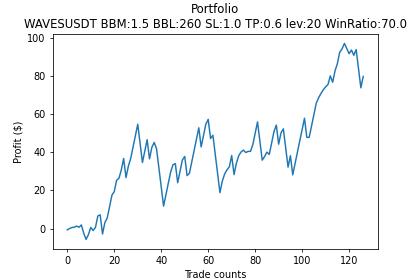 Portfolio
WAVESUSDT BBM:1.5 BBL:260 SL:1.0 TP:0.6 lev:20 WinRatio:70.0
100
80
60
40
20
0
Profit ($)
0 20 40 60 80 100 120
Trade counts